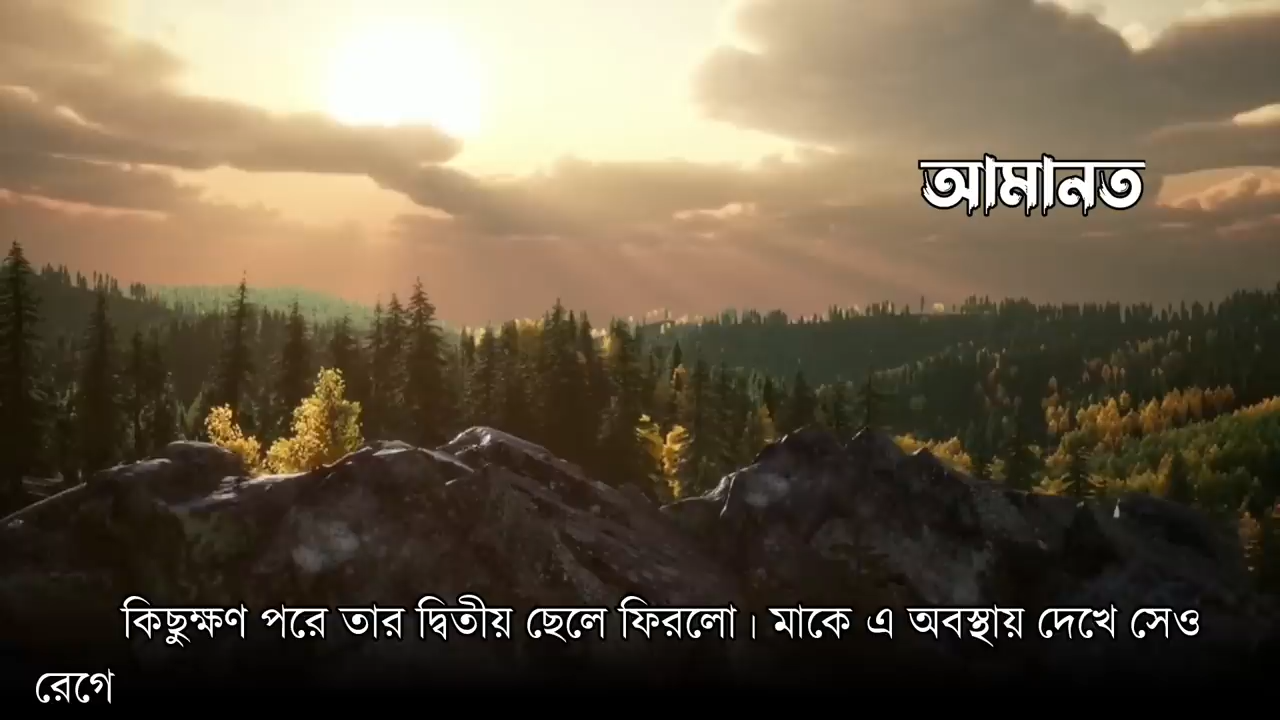 আমানত
কিছুক্ষণ পরে তার দ্বিতীয় ছেলে ফিরলো। মাকে এ অবস্থায় দেখে সেও
রেগে